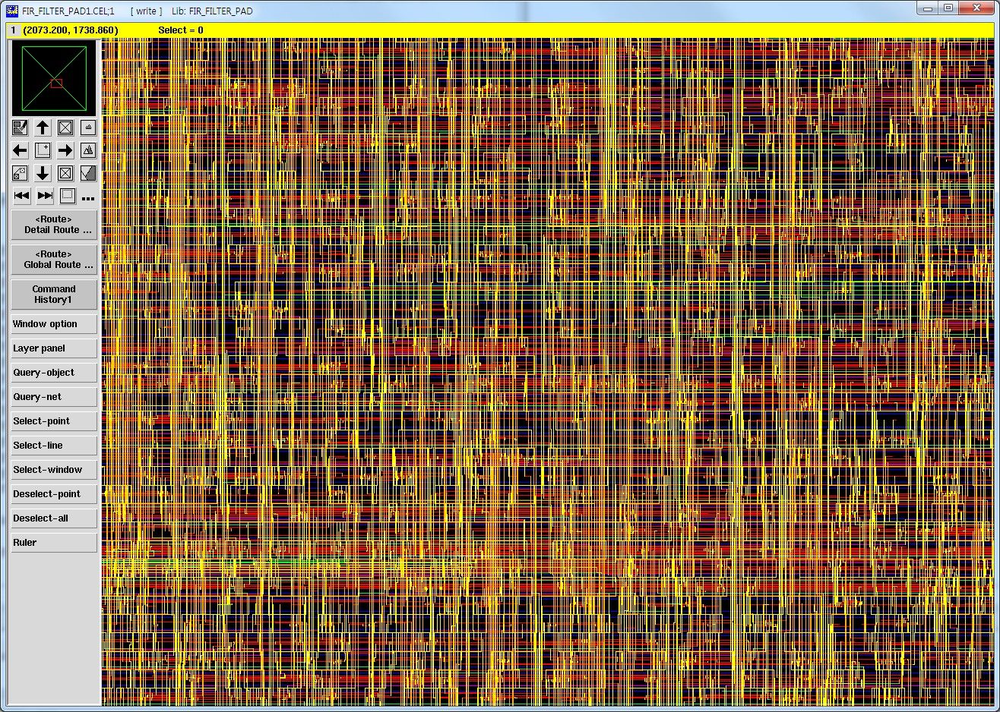 FIR_FILTER_PAD1.CEL;1 [ write ] Lib: FIR_FILTER_PAD
1 (2073.200, 1738.860) Select = 0
<Route>
Detail Route ...
<Route>
Global Route ...
Command
History1
Window option
Layer panel
Query-object
Query-net
Select-point
Select-line
Select-window
Deselect-point
Deselect-all
Ruler